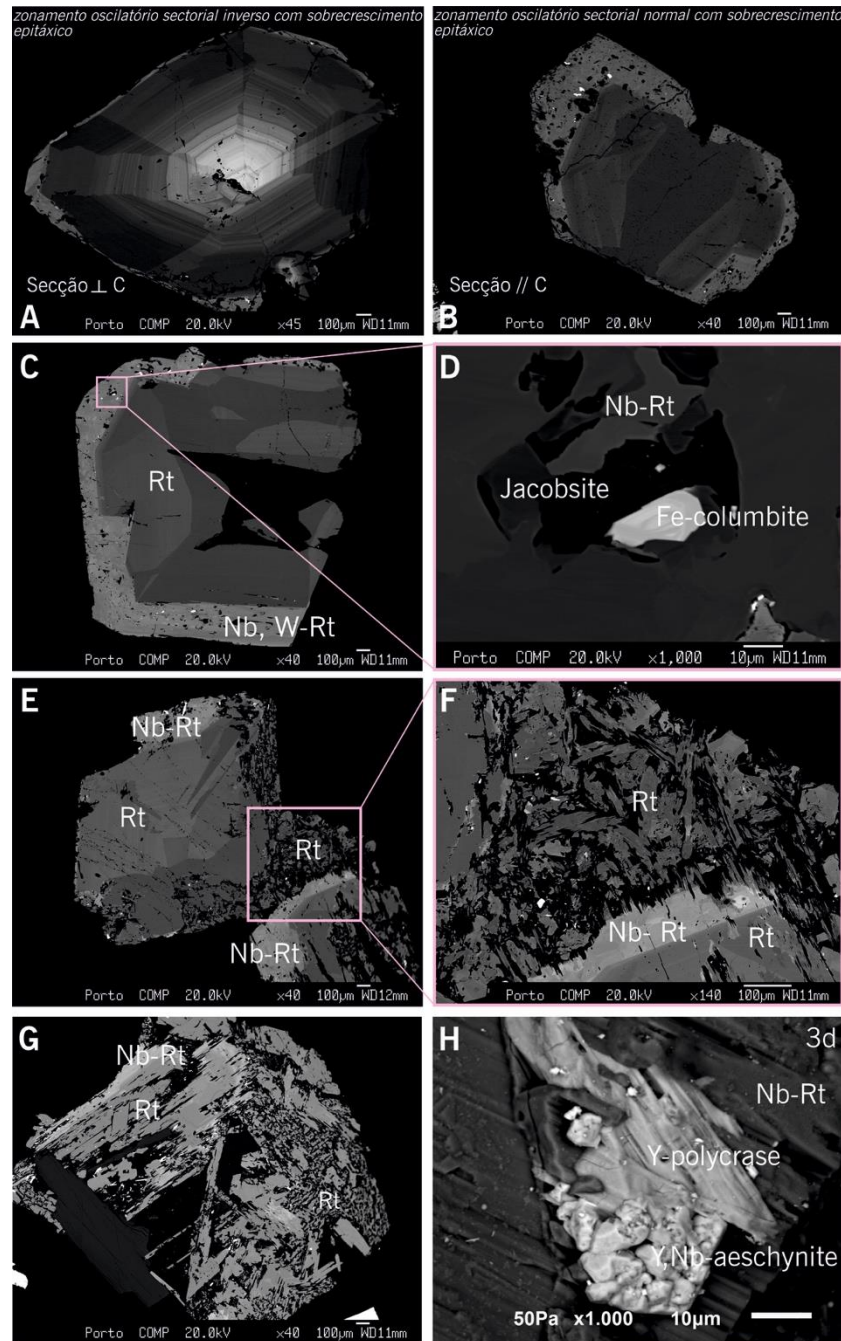 zonamento oscilatório sectorial inverso com sobrecrescimento
epitáxico
Secção ⊥ C
A
Porto COMP 20.0kV ×45 100µm WD11mm
zonamento oscilatório sectorial normal com sobrecrescimento
epitáxico
Secção // C
B
Porto COMP 20.0kV ×40 100µm WD11mm
C
Rt
Nb, W-Rt
Porto COMP 20.0kV ×40 100µm WD11mm
D
Nb-Rt
Jacobsite
Fe-columbite
Porto COMP 20.0kV ×1,000 10µm WD11mm
E
Nb-Rt
Rt
Rt
Nb-Rt
Porto COMP 20.0kV ×40 100µm WD12mm
F
Rt
Nb- Rt
Rt
Porto COMP 20.0kV ×140 100µm WD11mm
G
Nb-Rt
Rt
Rt
Porto COMP 20.0kV ×40 100µm WD11mm
H
3d
Nb-Rt
Y-polycrase
Y,Nb-aeschynite
50Pa x1.000 10µm